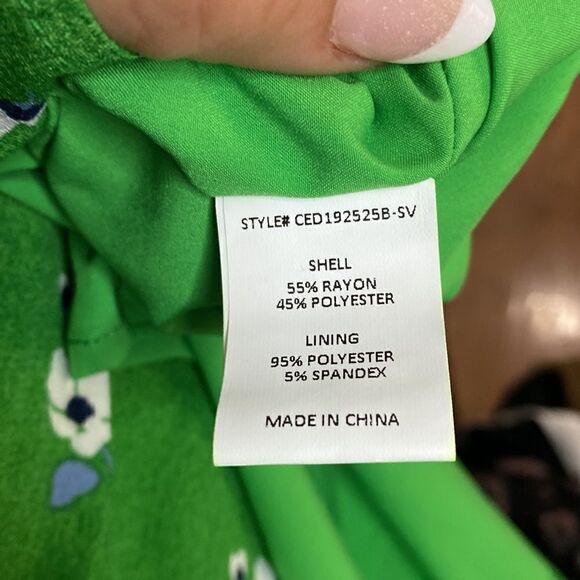 STYLE# CED192525B-SV
SHELL
55% RAYON
45% POLYESTER
LINING
95% POLYESTER
5% SPANDEX
MADE IN CHINA